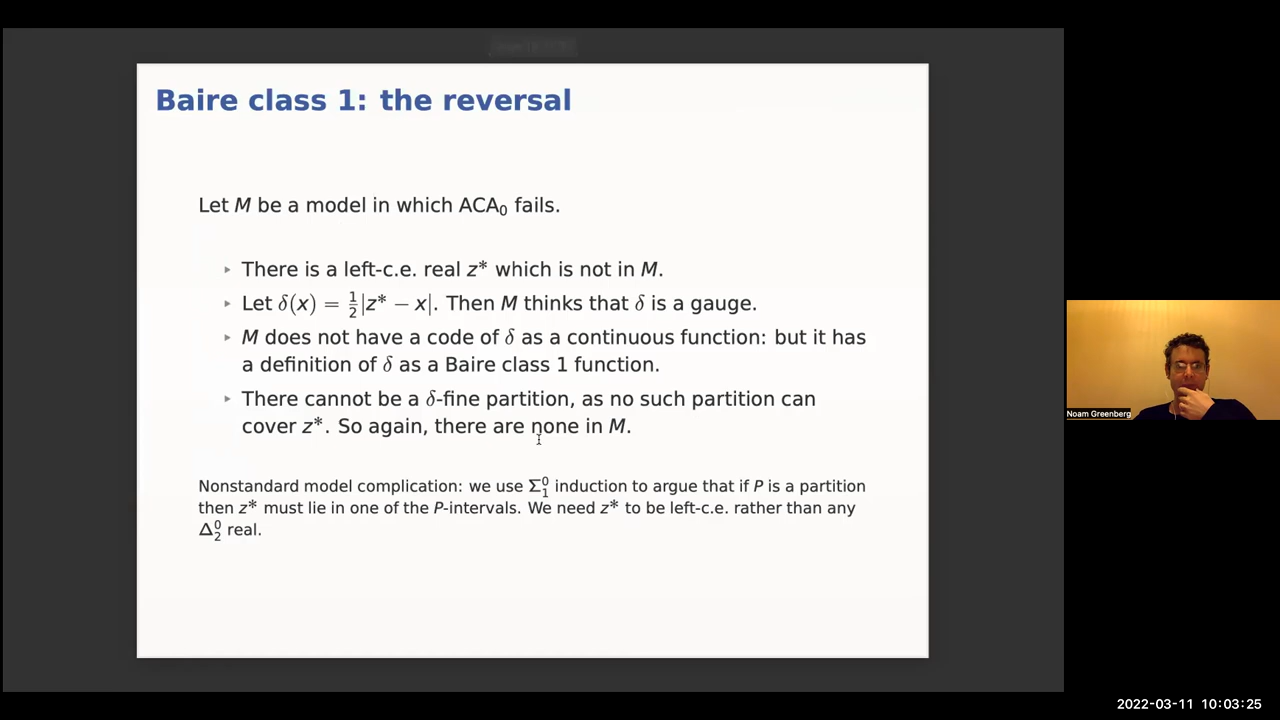 Baire class 1: the reversal
Let M be a model in which ACA₀ fails.
▸ There is a left-c.e. real z* which is not in M.
▸ Let δ(x) = ½|z* − x|. Then M thinks that δ is a gauge.
▸ M does not have a code of δ as a continuous function: but it has
a definition of δ as a Baire class 1 function.
▸ There cannot be a δ-fine partition, as no such partition can
cover z*. So again, there are none in M.
Nonstandard model complication: we use Σ⁰₁ induction to argue that if P is a partition
then z* must lie in one of the P-intervals. We need z* to be left-c.e. rather than any
Δ⁰₂ real.
Noam Greenberg
2022-03-11 10:03:25